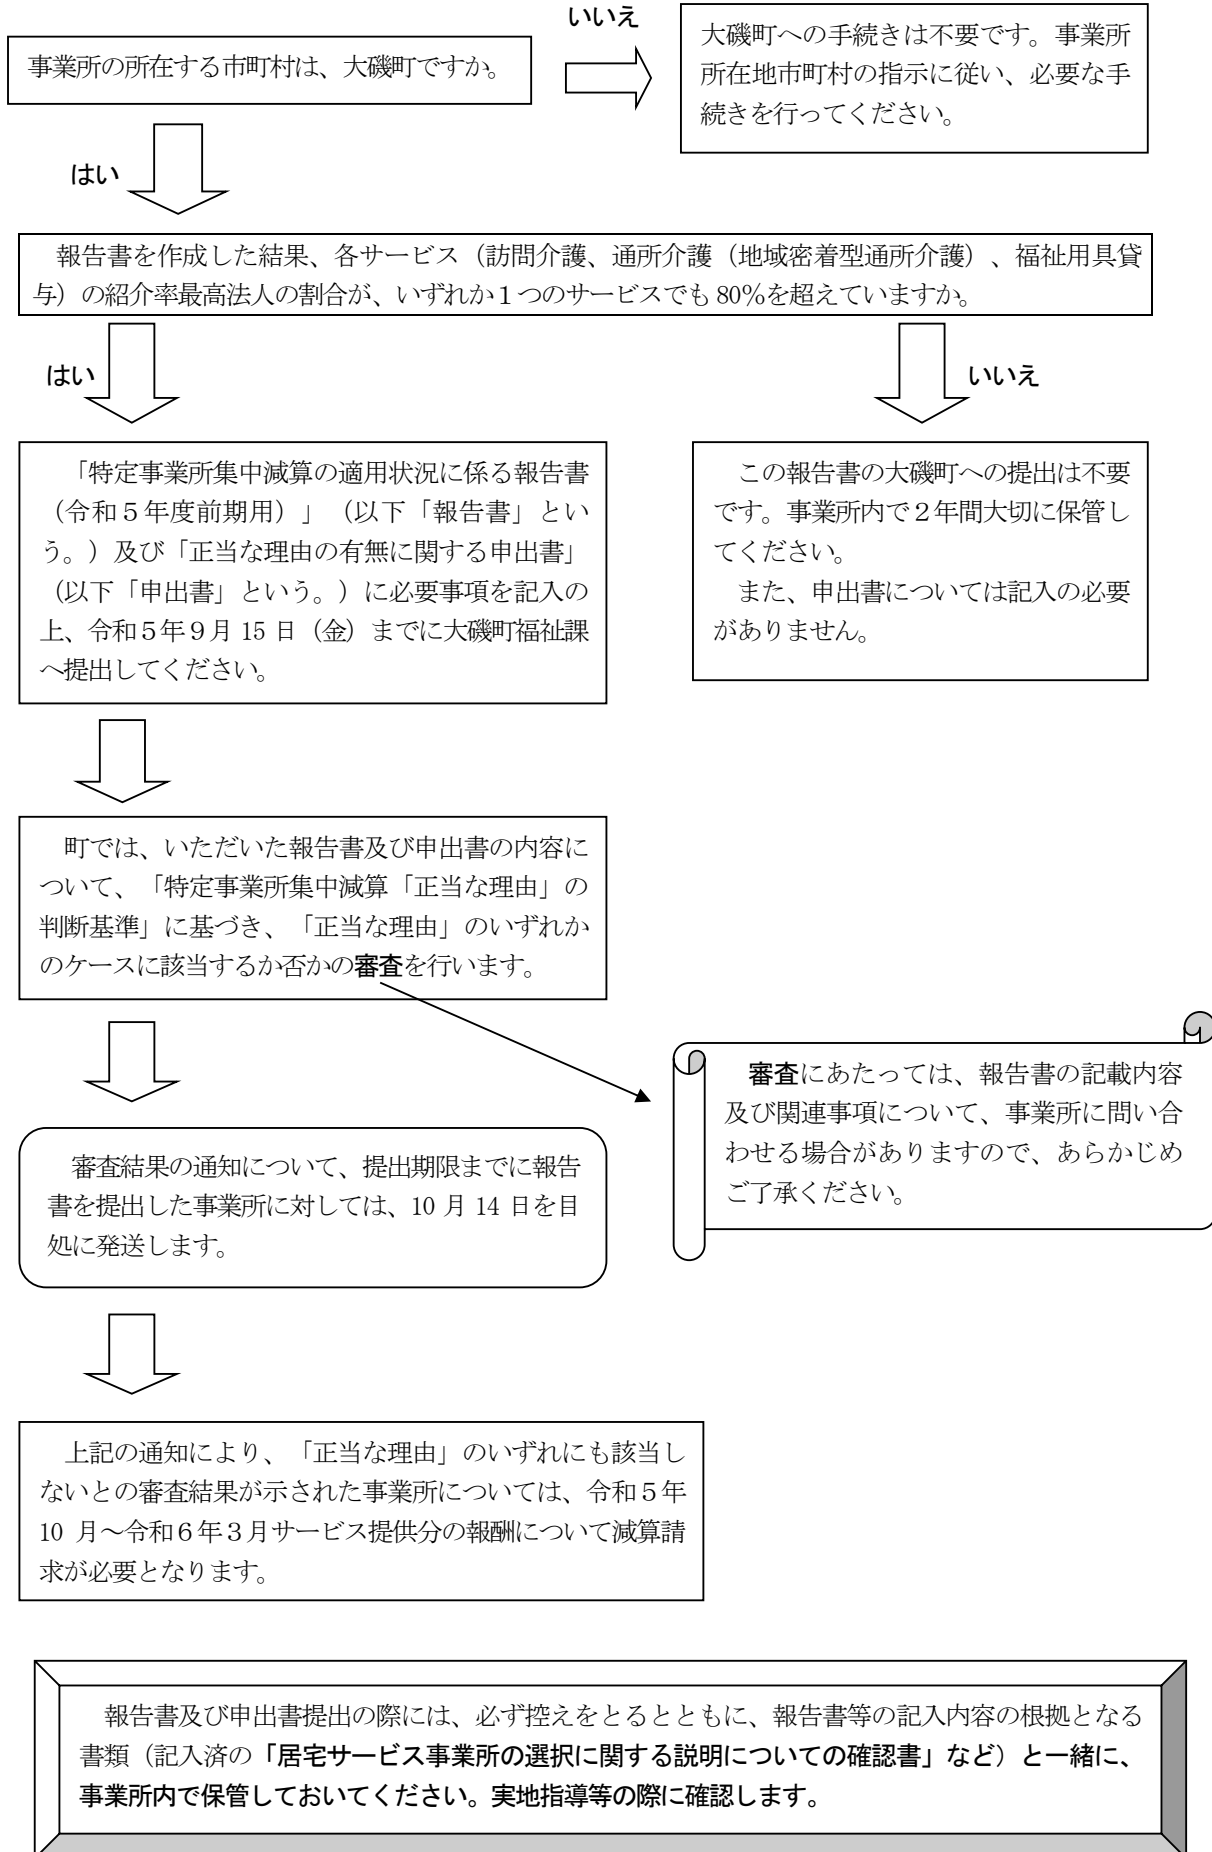 いいえ
事業所の所在する市町村は、大磯町ですか。
大磯町への手続きは不要です。事業所
所在地市町村の指示に従い、必要な手
続きを行ってください。
はい
報告書を作成した結果、各サービス（訪問介護、通所介護（地域密着型通所介護）、福祉用具貸
与）の紹介率最高法人の割合が、いずれか１つのサービスでも 80％を超えていますか。
はい
いいえ
「特定事業所集中減算の適用状況に係る報告書
（令和５年度前期用）」（以下「報告書」とい
う。）及び「正当な理由の有無に関する申出書」
（以下「申出書」という。）に必要事項を記入の
上、令和５年９月 15 日（金）までに大磯町福祉課
へ提出してください。
この報告書の大磯町への提出は不要
です。事業所内で２年間大切に保管し
てください。
また、申出書については記入の必要
がありません。
町では、いただいた報告書及び申出書の内容に
ついて、「特定事業所集中減算「正当な理由」の
判断基準」に基づき、「正当な理由」のいずれか
のケースに該当するか否かの審査を行います。
審査にあたっては、報告書の記載内容
及び関連事項について、事業所に問い合
わせる場合がありますので、あらかじめ
ご了承ください。
審査結果の通知について、提出期限までに報告
書を提出した事業所に対しては、10 月 14 日を目
処に発送します。
上記の通知により、「正当な理由」のいずれにも該当し
ないとの審査結果が示された事業所については、令和５年
10 月～令和６年３月サービス提供分の報酬について減算請
求が必要となります。
報告書及び申出書提出の際には、必ず控えをとるとともに、報告書等の記入内容の根拠となる
書類（記入済の「居宅サービス事業所の選択に関する説明についての確認書」など）と一緒に、
事業所内で保管しておいてください。実地指導等の際に確認します。